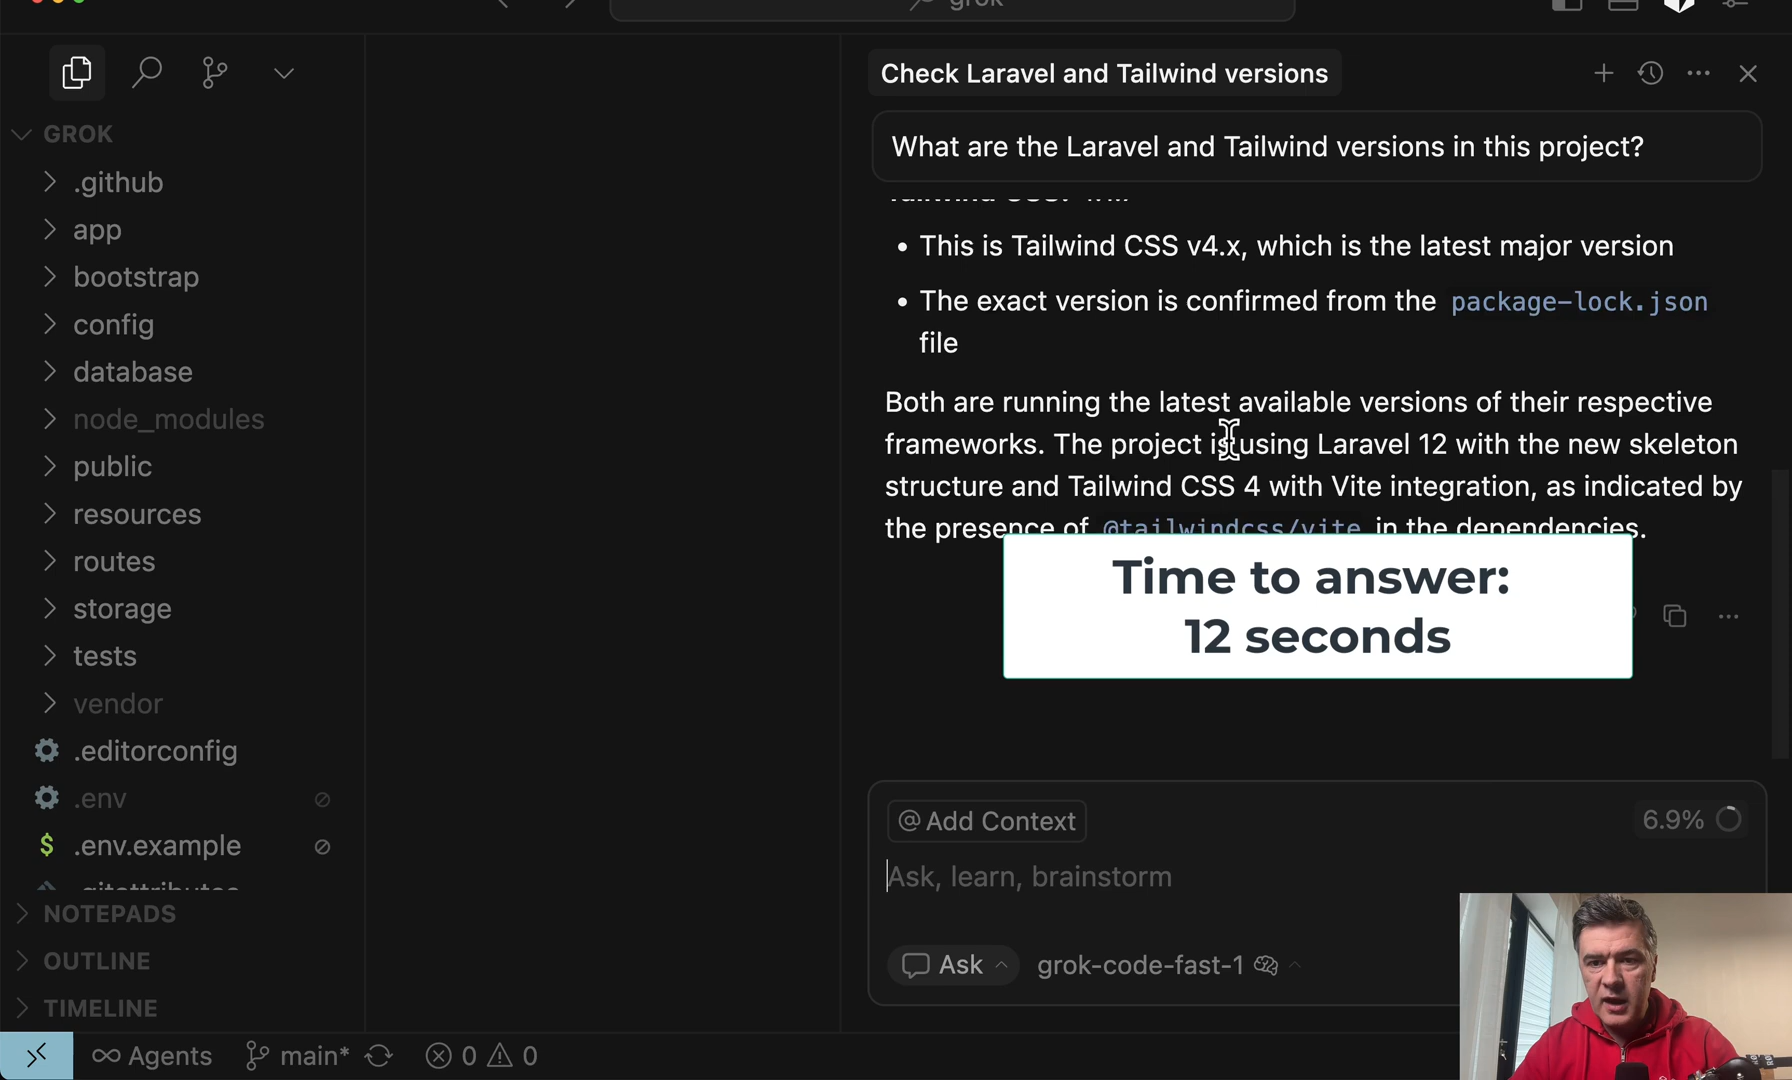 grok
GROK
.github
app
bootstrap
config
database
node_modules
public
resources
routes
storage
tests
vendor
.editorconfig
.env
.env.example
.gitattributes
NOTEPADS
OUTLINE
TIMELINE
Agents
main*
0
0
Check Laravel and Tailwind versions
What are the Laravel and Tailwind versions in this project?
Tailwind CSS:
• This is Tailwind CSS v4.x, which is the latest major version
• The exact version is confirmed from the package-lock.json
file
Both are running the latest available versions of their respective
frameworks. The project is using Laravel 12 with the new skeleton
structure and Tailwind CSS 4 with Vite integration, as indicated by
the presence of @tailwindcss/vite in the dependencies.
Time to answer:
12 seconds
@ Add Context
6.9%
Ask, learn, brainstorm
Ask
grok-code-fast-1